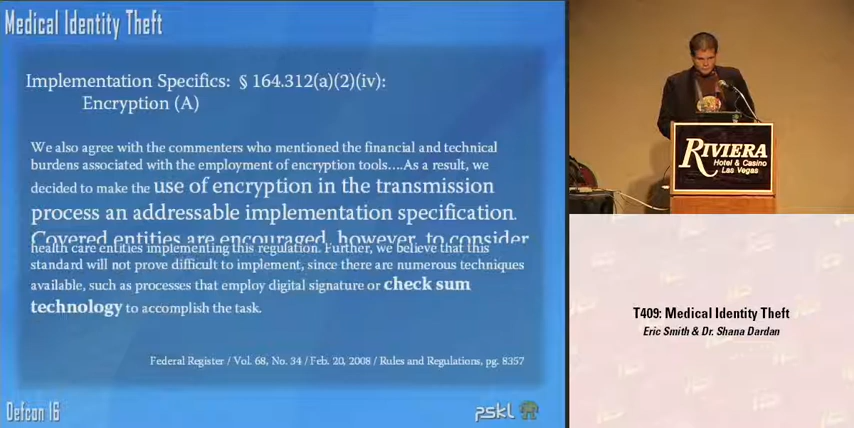 Medical Identity Theft
Implementation Specifics: § 164.312(a)(2)(iv):
Encryption (A)
We also agree with the commenters who mentioned the financial and technical
burdens associated with the employment of encryption tools....As a result, we
decided to make the use of encryption in the transmission
process an addressable implementation specification.
Covered entities are encouraged, however, to consider
health care entities implementing this regulation. Further, we believe that this
standard will not prove difficult to implement, since there are numerous techniques
available, such as processes that employ digital signature or check sum
technology to accomplish the task.
Federal Register / Vol. 68, No. 34 / Feb. 20, 2008 / Rules and Regulations, pg. 8357
Defcon 16
pskl
RIVIERA
Hotel & Casino
Las Vegas
T409: Medical Identity Theft
Eric Smith & Dr. Shana Dardan